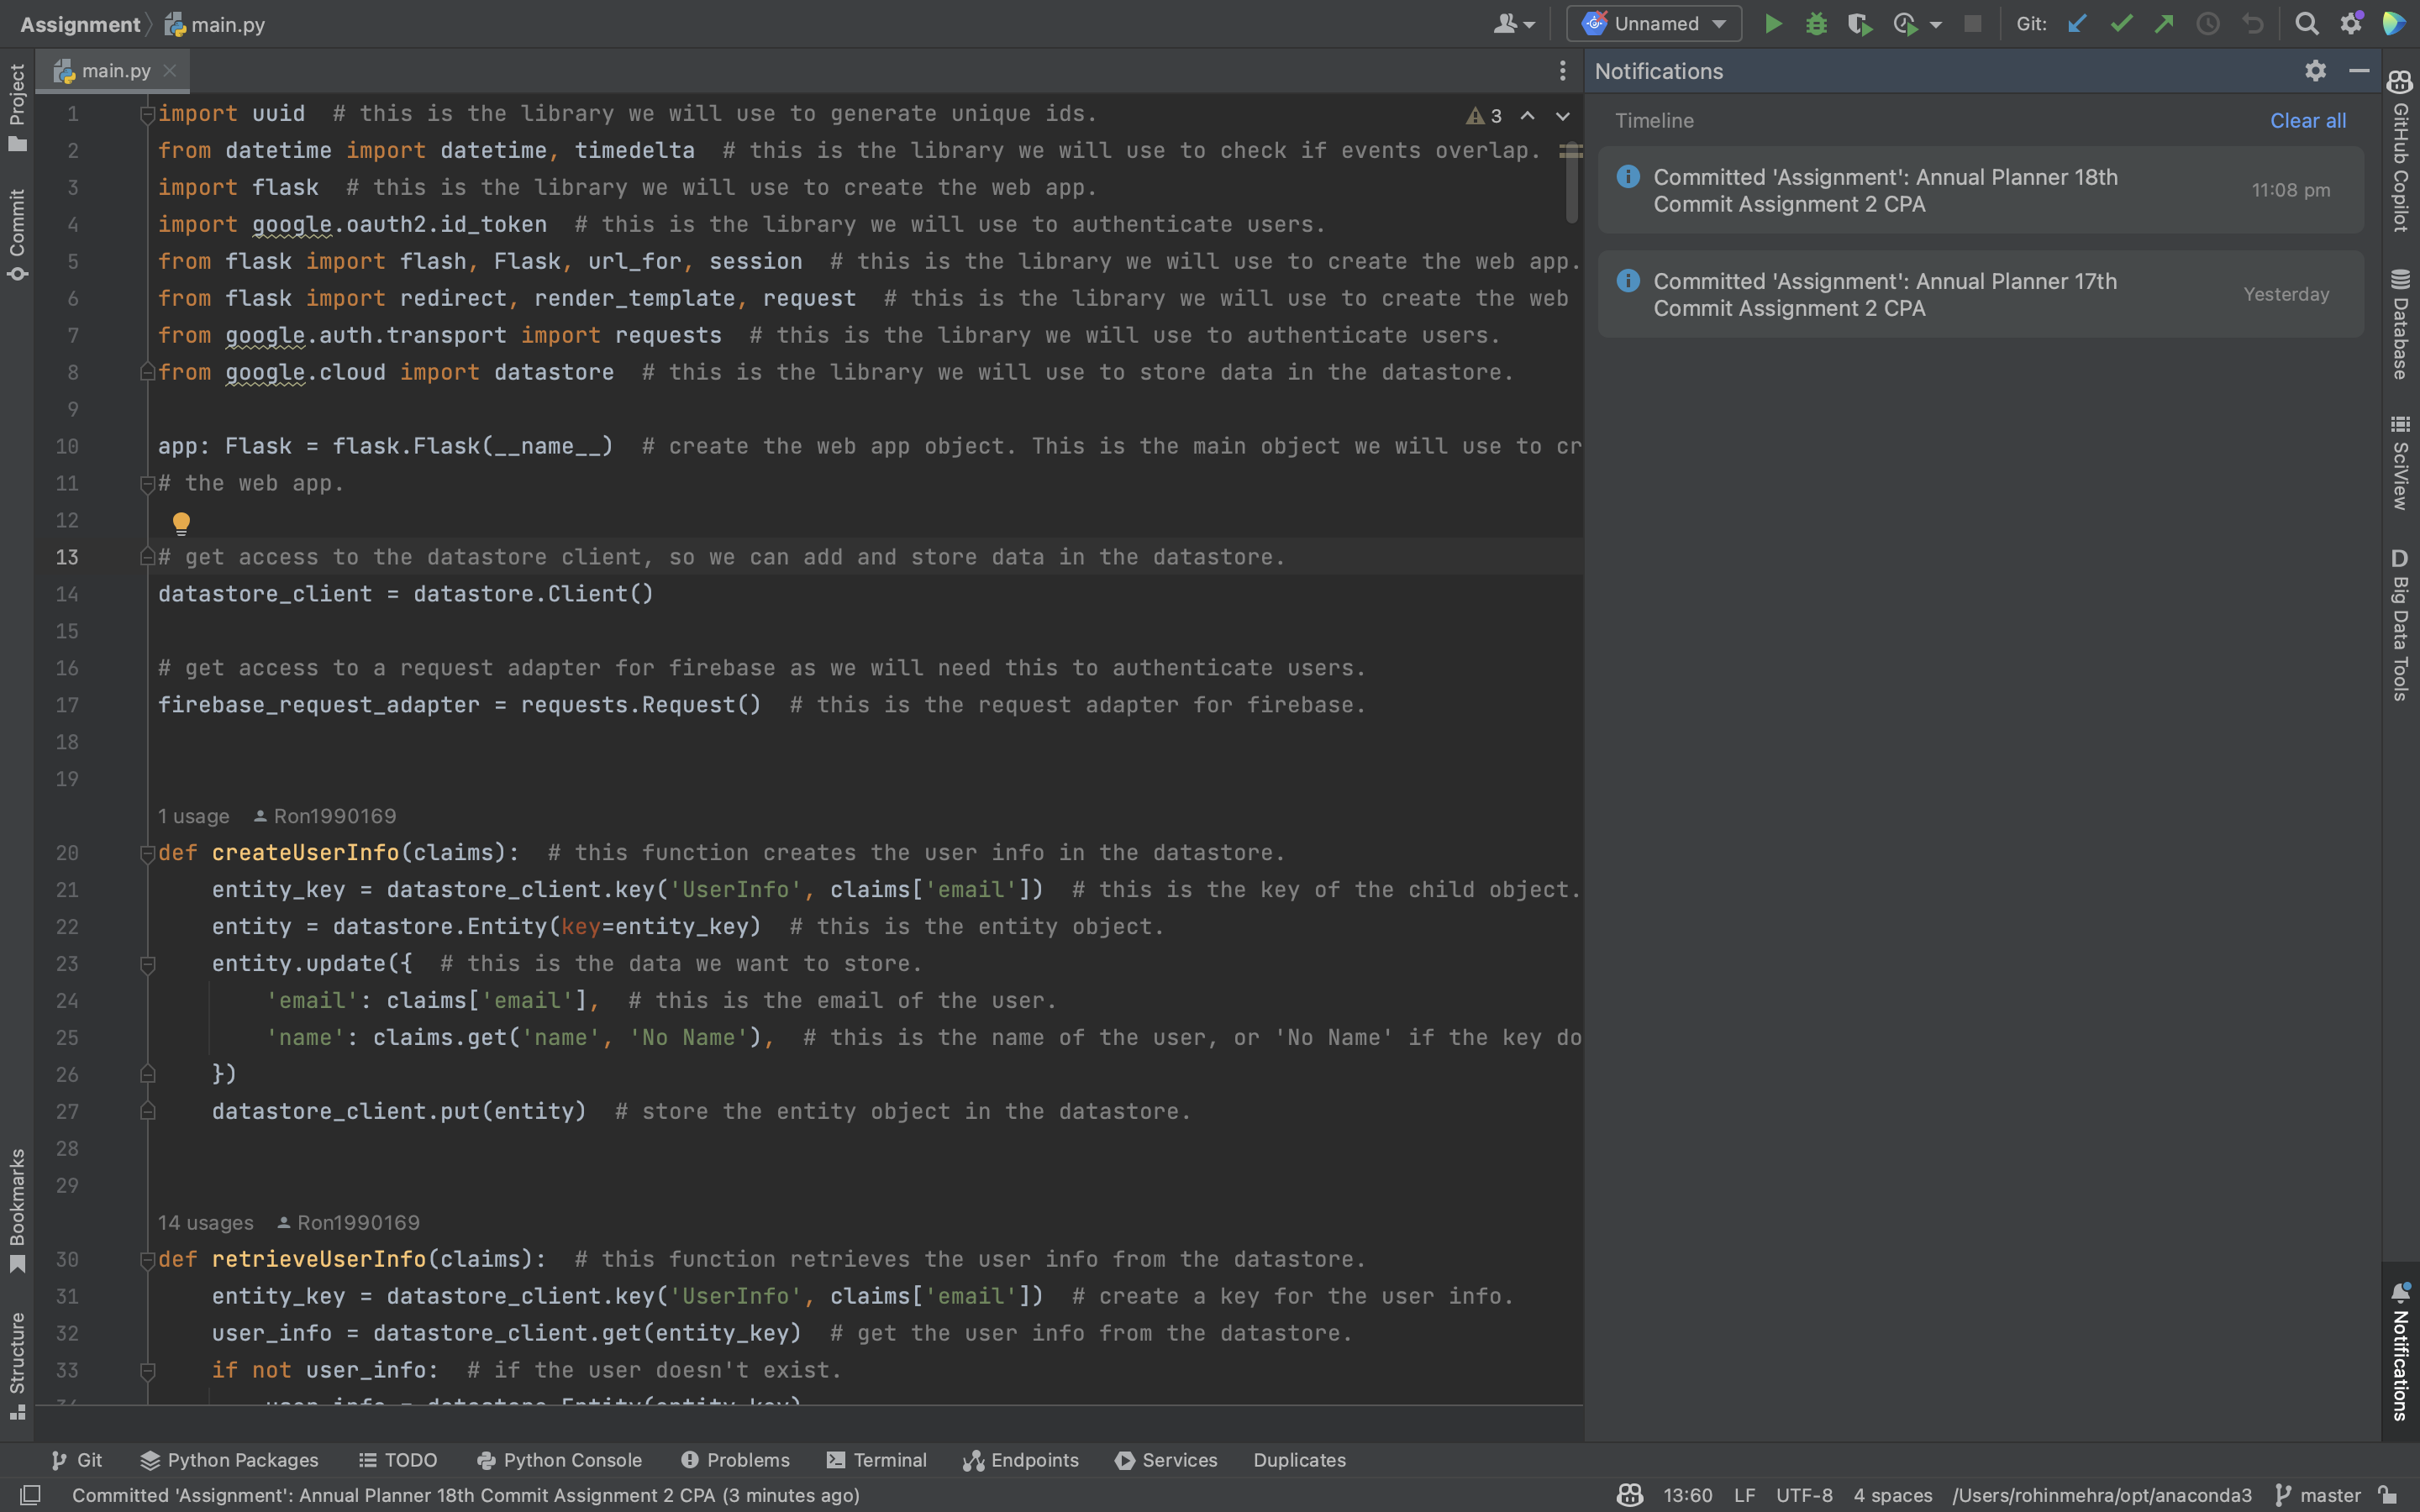 Assignment
main.py
Unnamed
Git:
Project
Commit
Bookmarks
Structure
main.py
3
1 import uuid  # this is the library we will use to generate unique ids.
2 from datetime import datetime, timedelta  # this is the library we will use to check if events overlap.
3 import flask  # this is the library we will use to create the web app.
4 import google.oauth2.id_token  # this is the library we will use to authenticate users.
5 from flask import flash, Flask, url_for, session  # this is the library we will use to create the web app.
6 from flask import redirect, render_template, request  # this is the library we will use to create the web
7 from google.auth.transport import requests  # this is the library we will use to authenticate users.
8 from google.cloud import datastore  # this is the library we will use to store data in the datastore.
9
10 app: Flask = flask.Flask(__name__)  # create the web app object. This is the main object we will use to cr
11 # the web app.
12
13 # get access to the datastore client, so we can add and store data in the datastore.
14 datastore_client = datastore.Client()
15
16 # get access to a request adapter for firebase as we will need this to authenticate users.
17 firebase_request_adapter = requests.Request()  # this is the request adapter for firebase.
18
19
1 usage Ron1990169
20 def createUserInfo(claims):  # this function creates the user info in the datastore.
21     entity_key = datastore_client.key('UserInfo', claims['email'])  # this is the key of the child object.
22     entity = datastore.Entity(key=entity_key)  # this is the entity object.
23     entity.update({  # this is the data we want to store.
24         'email': claims['email'],  # this is the email of the user.
25         'name': claims.get('name', 'No Name'),  # this is the name of the user, or 'No Name' if the key do
26     })
27     datastore_client.put(entity)  # store the entity object in the datastore.
28
29
14 usages Ron1990169
30 def retrieveUserInfo(claims):  # this function retrieves the user info from the datastore.
31     entity_key = datastore_client.key('UserInfo', claims['email'])  # create a key for the user info.
32     user_info = datastore_client.get(entity_key)  # get the user info from the datastore.
33     if not user_info:  # if the user doesn't exist.
34         user_info = datastore.Entity(entity_key)
Notifications
Timeline
Clear all
Committed 'Assignment': Annual Planner 18th
Commit Assignment 2 CPA
11:08 pm
Committed 'Assignment': Annual Planner 17th
Commit Assignment 2 CPA
Yesterday
GitHub Copilot
Database
SciView
D Big Data Tools
Notifications
Git
Python Packages
TODO
Python Console
Problems
Terminal
Endpoints
Services
Duplicates
Committed 'Assignment': Annual Planner 18th Commit Assignment 2 CPA (3 minutes ago)
13:60
LF
UTF-8
4 spaces
/Users/rohinmehra/opt/anaconda3
master